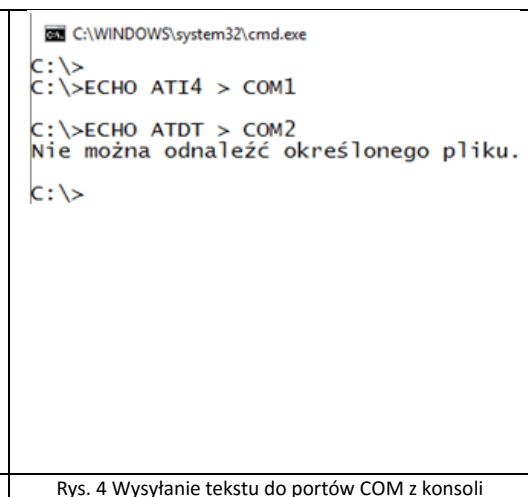 C:\WINDOWS\system32\cmd.exe
C:\>
C:\>ECHO ATI4 > COM1
C:\>ECHO ATDT > COM2
Nie można odnaleźć określonego pliku.
C:\>
Rys. 4 Wysyłanie tekstu do portów COM z konsoli